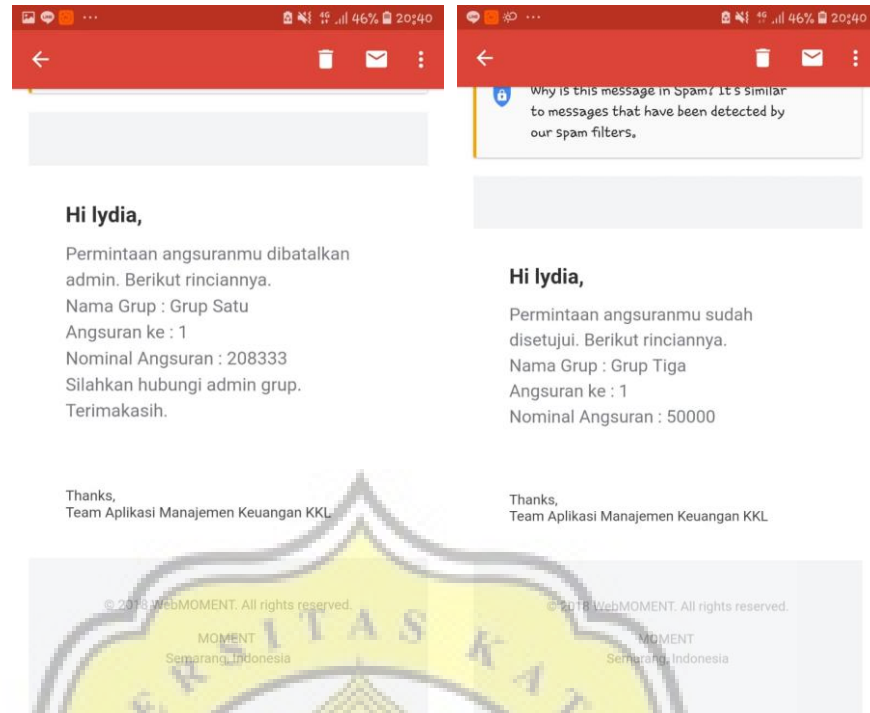 46% 20:40
Hi lydia,
Permintaan angsuranmu dibatalkan
admin. Berikut rinciannya.
Nama Grup : Grup Satu
Angsuran ke : 1
Nominal Angsuran : 208333
Silahkan hubungi admin grup.
Terimakasih.
Thanks,
Team Aplikasi Manajemen Keuangan KKL
© 2018 WebMOMENT. All rights reserved.
MOMENT
Semarang, Indonesia
46% 20:40
Why is this message in Spam? It's similar
to messages that have been detected by
our spam filters.
Hi lydia,
Permintaan angsuranmu sudah
disetujui. Berikut rinciannya.
Nama Grup : Grup Tiga
Angsuran ke : 1
Nominal Angsuran : 50000
Thanks,
Team Aplikasi Manajemen Keuangan KKL
© 2018 WebMOMENT. All rights reserved.
MOMENT
Semarang, Indonesia
ERSITAS KAT